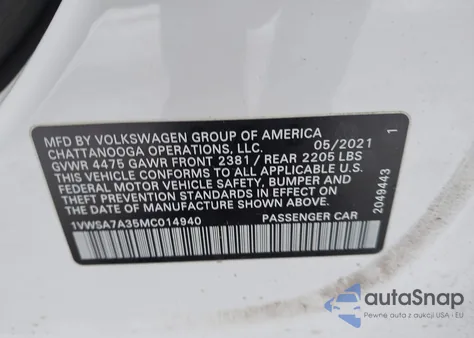 MFD BY VOLKSWAGEN GROUP OF AMERICA
CHATTANOOGA OPERATIONS, LLC. 05/2021 1
GVWR 4475 GAWR FRONT 2381 / REAR 2205 LBS
THIS VEHICLE CONFORMS TO ALL APPLICABLE U.S.
FEDERAL MOTOR VEHICLE SAFETY, BUMPER AND
THEFT PREVENTION STANDARDS IN EFFECT ON THE
DATE OF MANUFACTURE SHOWN ABOVE.
1VWSA7A35MC014940 PASSENGER CAR
2049443
autoSnap
Pewne auto z aukcji USA - EU